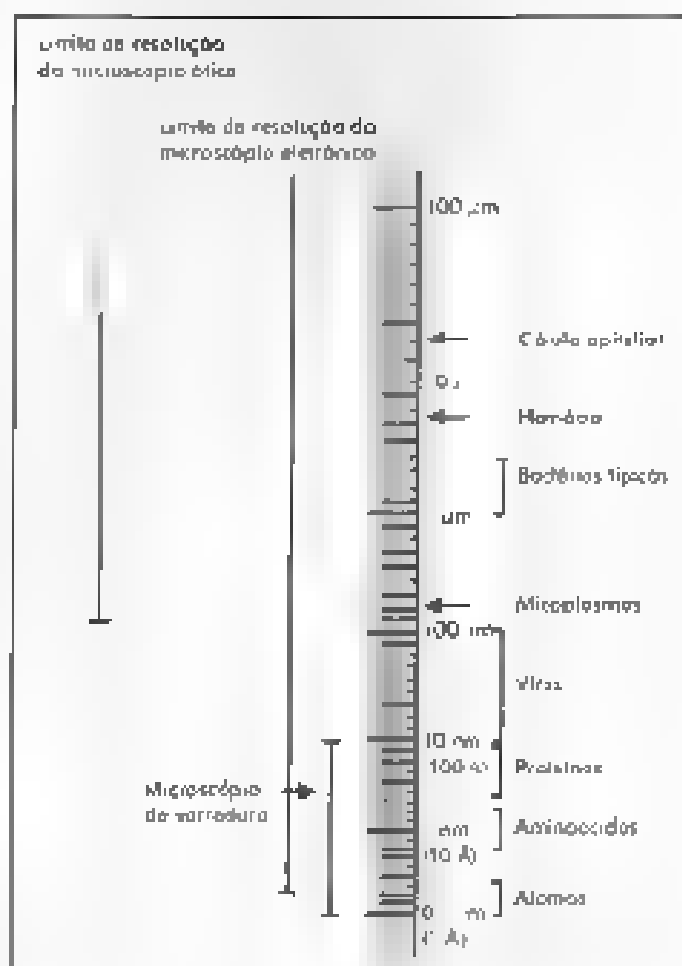 Limite de resolução
do microscópio ótico
Limite de resolução do
microscópio eletrônico
100 µm
Célula epitelial
Hemácia
Bactérias típicas
µm
Micoplasmas
100 nm
Vírus
10 nm
100 Å
Proteínas
Microscópio
de varredura
nm
(10 Å)
Aminoácidos
Átomos
(1 Å)